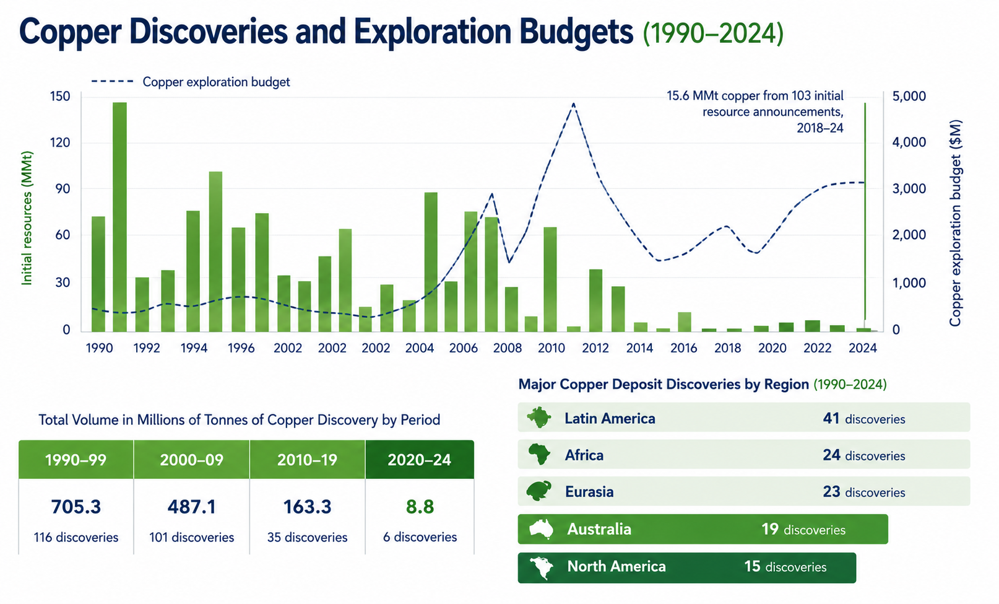 Copper Discoveries and Exploration Budgets (1990–2024)
Copper exploration budget
15.6 MMt copper from 103 initial
resource announcements,
2018–24
Initial resources (MMt)
150
120
90
60
30
0
5,000
4,000
3,000
2,000
1,000
0
Copper exploration budget ($M)
1990 1992 1994 1996 2002 2002 2002 2004 2006 2008 2010 2012 2014 2016 2018 2020 2022 2024
Total Volume in Millions of Tonnes of Copper Discovery by Period
1990–99 2000–09 2010–19 2020–24
705.3 487.1 163.3 8.8
116 discoveries 101 discoveries 35 discoveries 6 discoveries
Major Copper Deposit Discoveries by Region (1990–2024)
Latin America 41 discoveries
Africa 24 discoveries
Eurasia 23 discoveries
Australia 19 discoveries
North America 15 discoveries